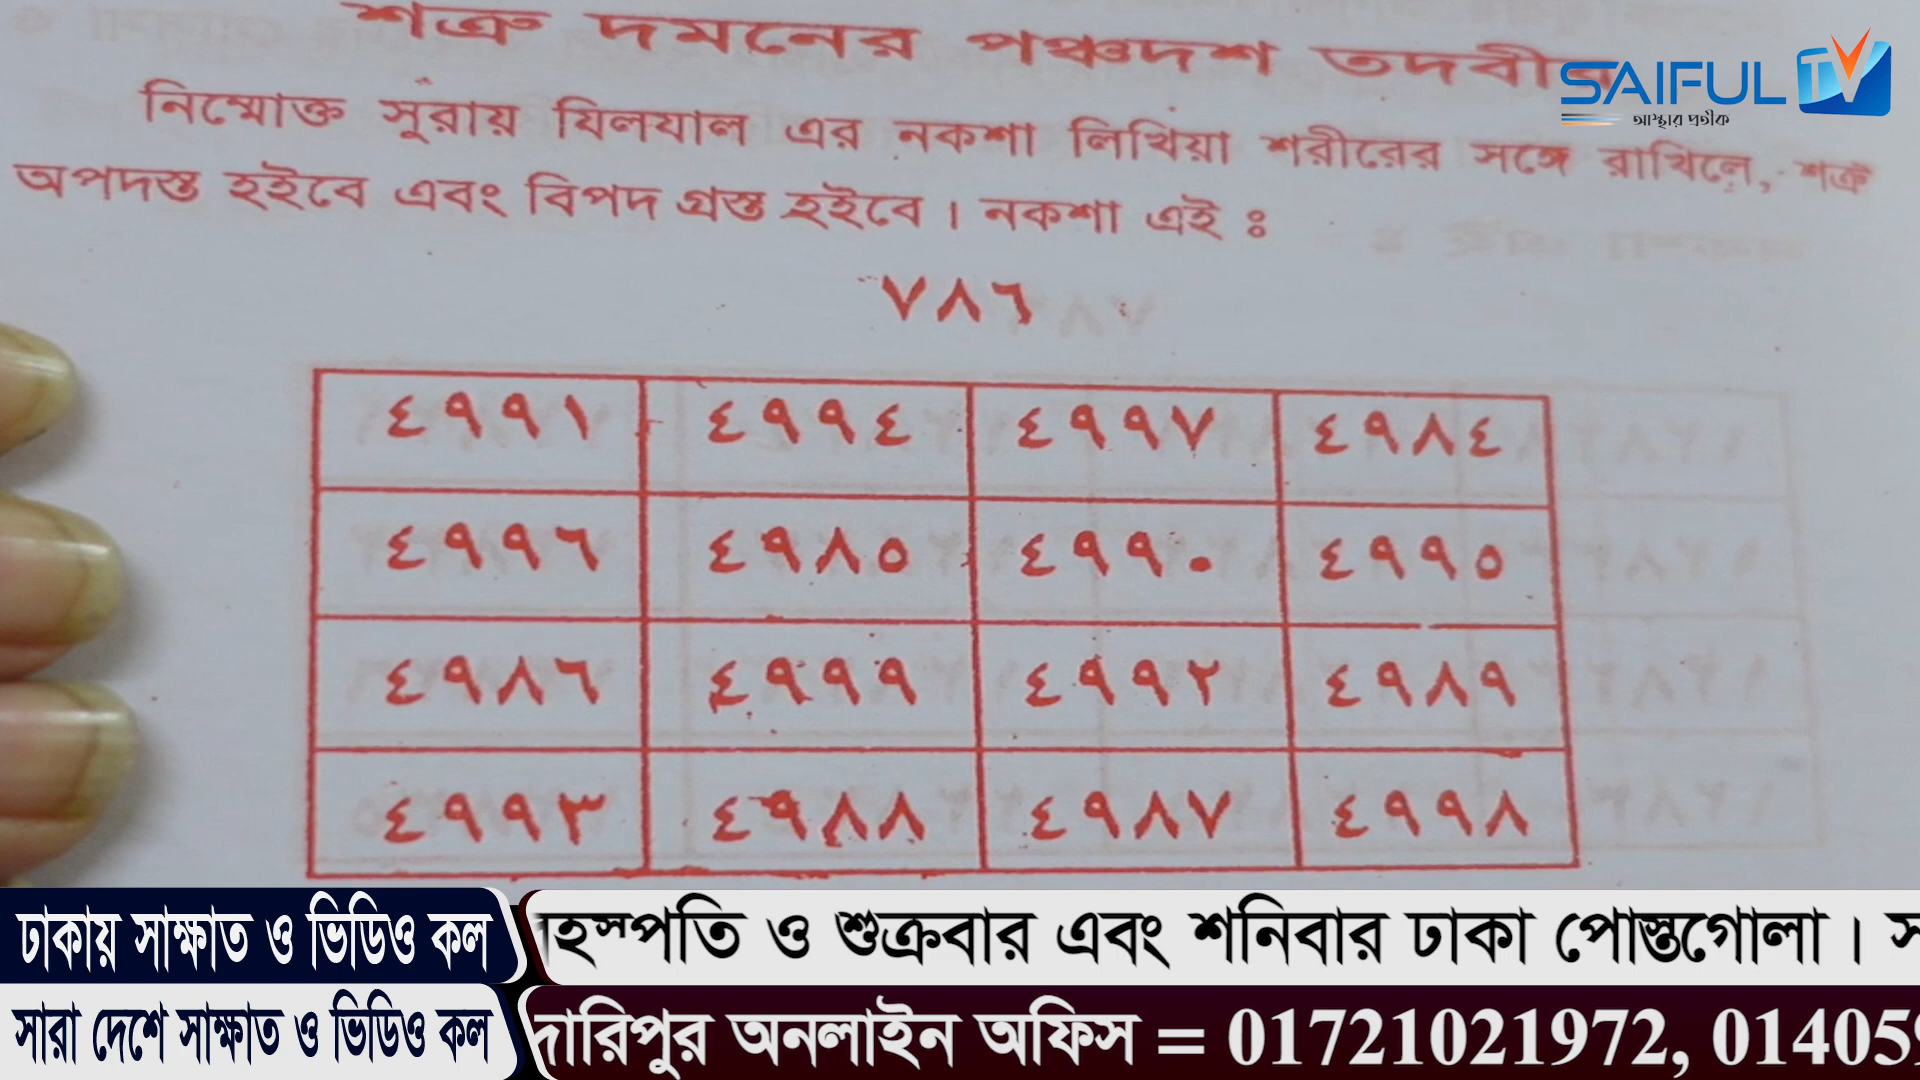 শত্রু দমনের পঞ্চদশ
SAIFUL TV
আস্থার প্রতীক
নিম্মোক্ত সুরায় যিলযাল এর নকশা লিখিয়া শরীরের সঙ্গে রাখিলে, শত্রু
অপদস্ত হইবে এবং বিপদ গ্রস্ত হইবে। নকশা এই ঃ
٧٨٦
٤٩٩١ ٤٩٩٤ ٤٩٩٧ ٤٩٨٤
٤٩٩٦ ٤٩٨٥ ٤٩٩٠ ٤٩٩٥
٤٩٨٦ ٤٩٩٩ ٤٩٩٢ ٤٩٨٩
٤٩٩٣ ٤٩٨٨ ٤٩٨٧ ٤٩٩٨
ঢাকায় সাক্ষাত ও ভিডিও কল
হস্পতি ও শুক্রবার এবং শনিবার ঢাকা পোস্তগোলা। স
সারা দেশে সাক্ষাত ও ভিডিও কল
দারিপুর অনলাইন অফিস = 01721021972, 01405